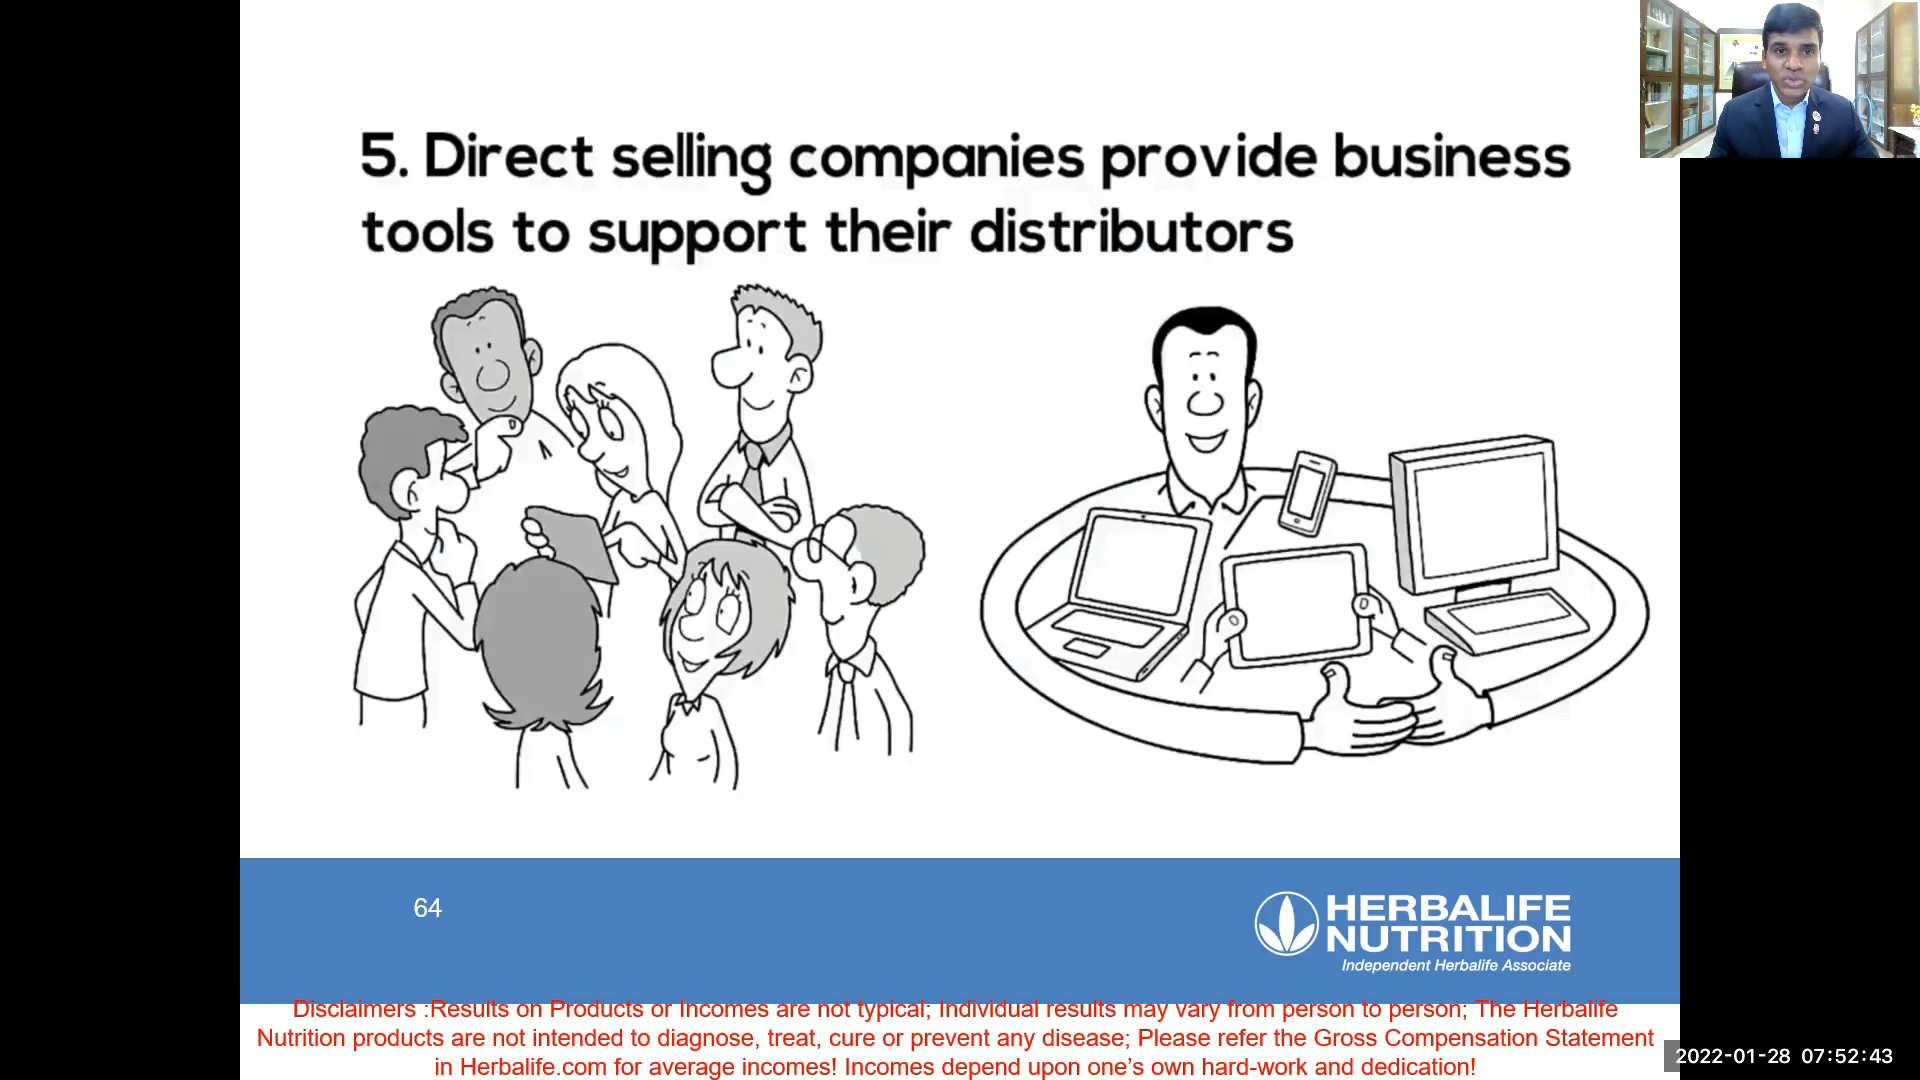 5. Direct selling companies provide business
tools to support their distributors
64
HERBALIFE
NUTRITION
Independent Herbalife Associate
Disclaimers :Results on Products or Incomes are not typical; Individual results may vary from person to person; The Herbalife
Nutrition products are not intended to diagnose, treat, cure or prevent any disease; Please refer the Gross Compensation Statement
in Herbalife.com for average incomes! Incomes depend upon one’s own hard-work and dedication!
2022-01-28 07:52:43